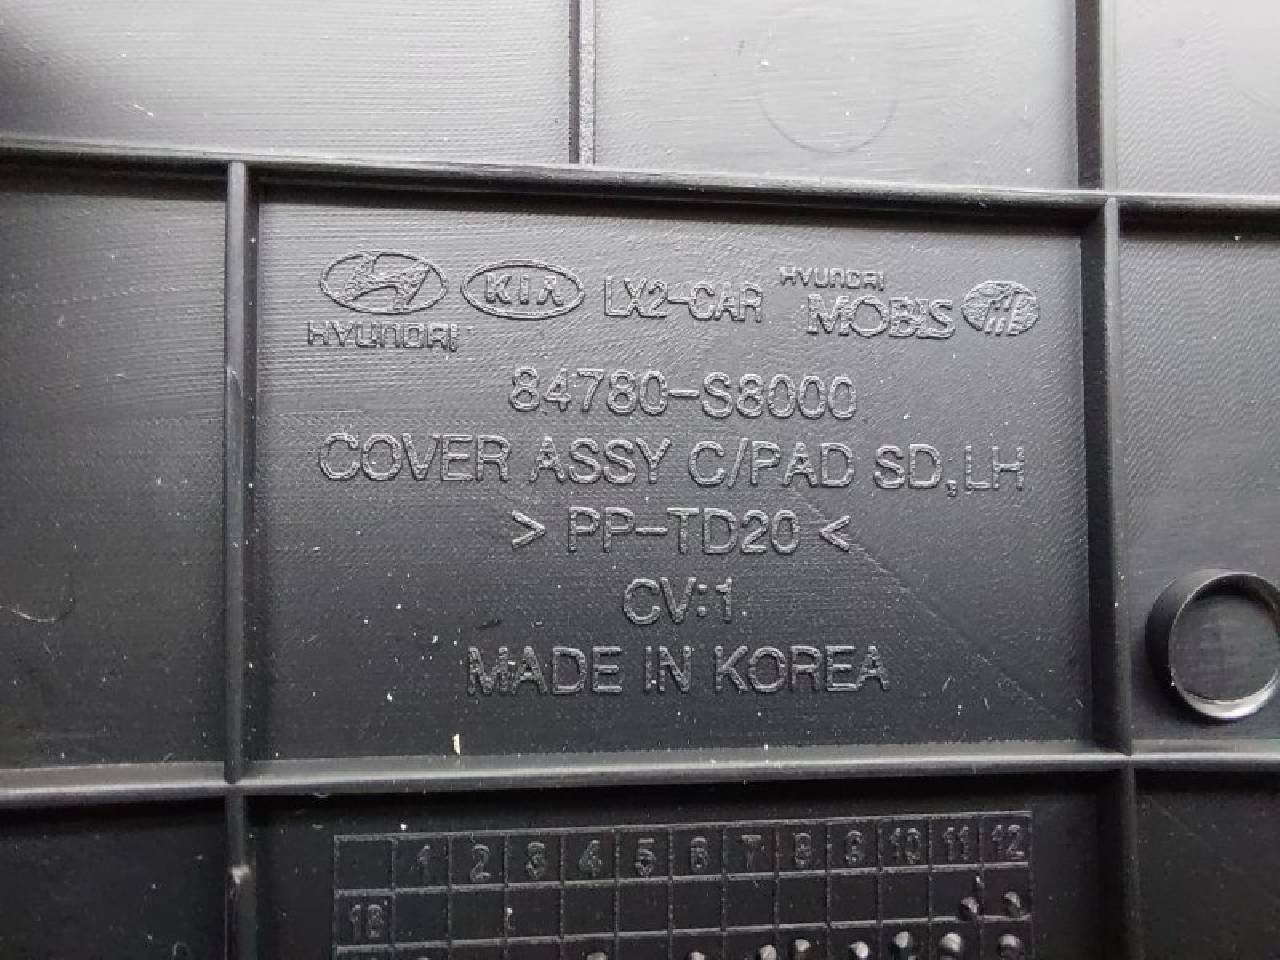 HYUNDAI KIA LX2-CAR HYUNDAI MOBIS
84780-S8000
COVER ASSY C/PAD SD,LH
> PP-TD20 <
CV:1
MADE IN KOREA
1 2 3 4 5 6 7 8 9 10 11 12
18